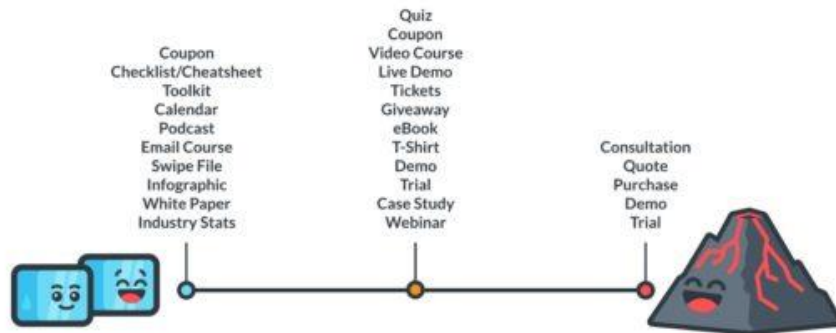 Coupon
Checklist/Cheatsheet
Toolkit
Calendar
Podcast
Email Course
Swipe File
Infographic
White Paper
Industry Stats
Quiz
Coupon
Video Course
Live Demo
Tickets
Giveaway
eBook
T-Shirt
Demo
Trial
Case Study
Webinar
Consultation
Quote
Purchase
Demo
Trial